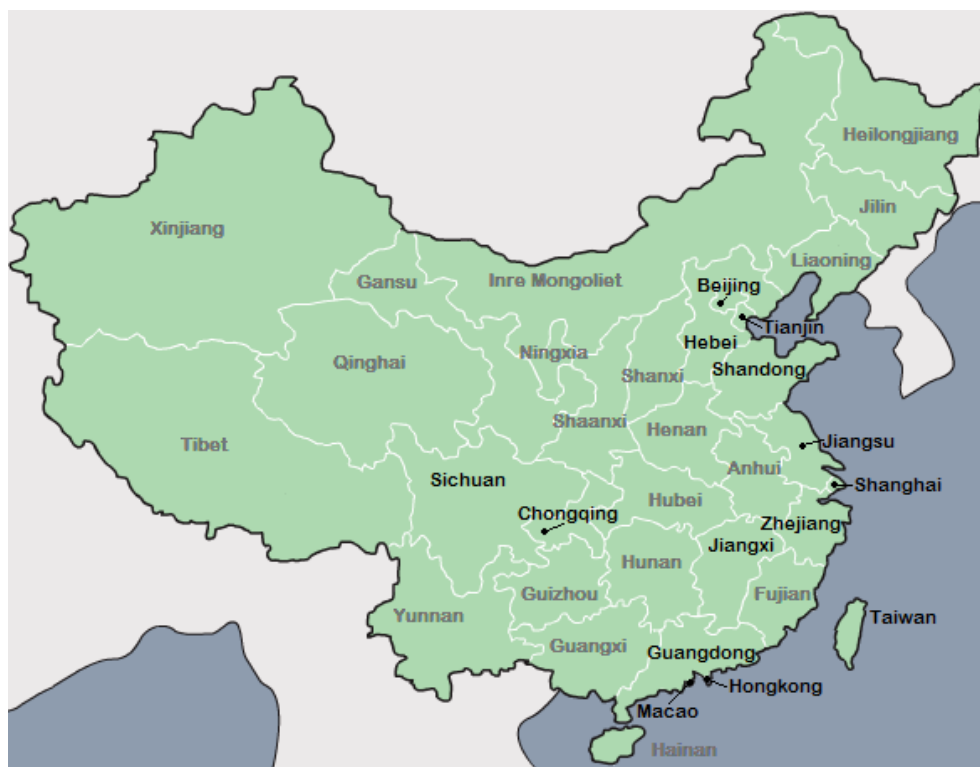 Heilongjiang
Jilin
Xinjiang
Liaoning
Gansu
Inre Mongoliet
Beijing
Tianjin
Hebei
Ningxia
Qinghai
Shanxi
Shandong
Shaanxi
Henan
Jiangsu
Tibet
Anhui
Sichuan
Shanghai
Hubei
Chongqing
Zhejiang
Jiangxi
Hunan
Guizhou
Fujian
Yunnan
Taiwan
Guangxi
Guangdong
Hongkong
Macao
Hainan